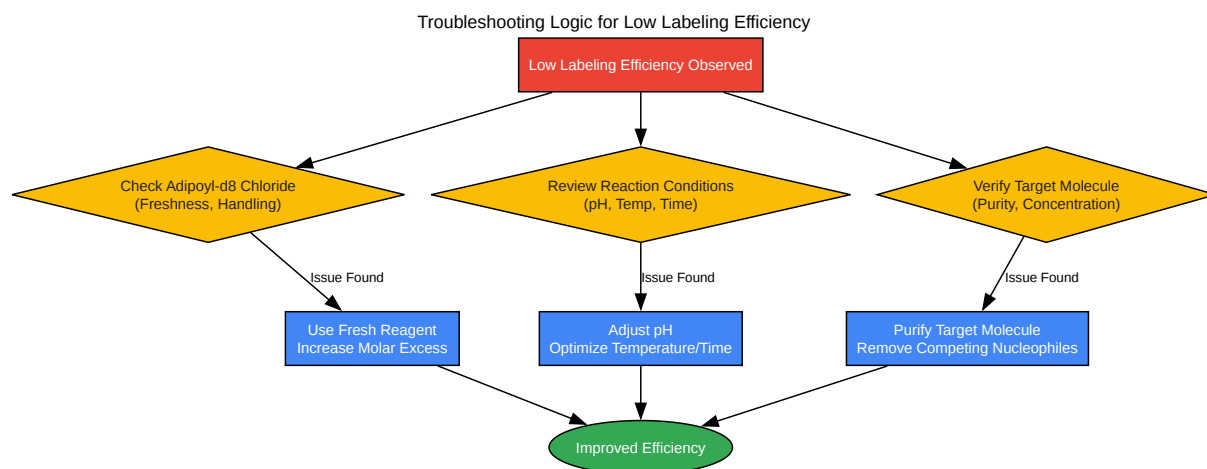 Troubleshooting Logic for Low Labeling Efficiency
Low Labeling Efficiency Observed
Check Adipoyl-d8 Chloride
(Freshness, Handling)
Review Reaction Conditions
(pH, Temp, Time)
Verify Target Molecule
(Purity, Concentration)
Issue Found
Issue Found
Issue Found
Use Fresh Reagent
Increase Molar Excess
Adjust pH
Optimize Temperature/Time
Purify Target Molecule
Remove Competing Nucleophiles
Improved Efficiency